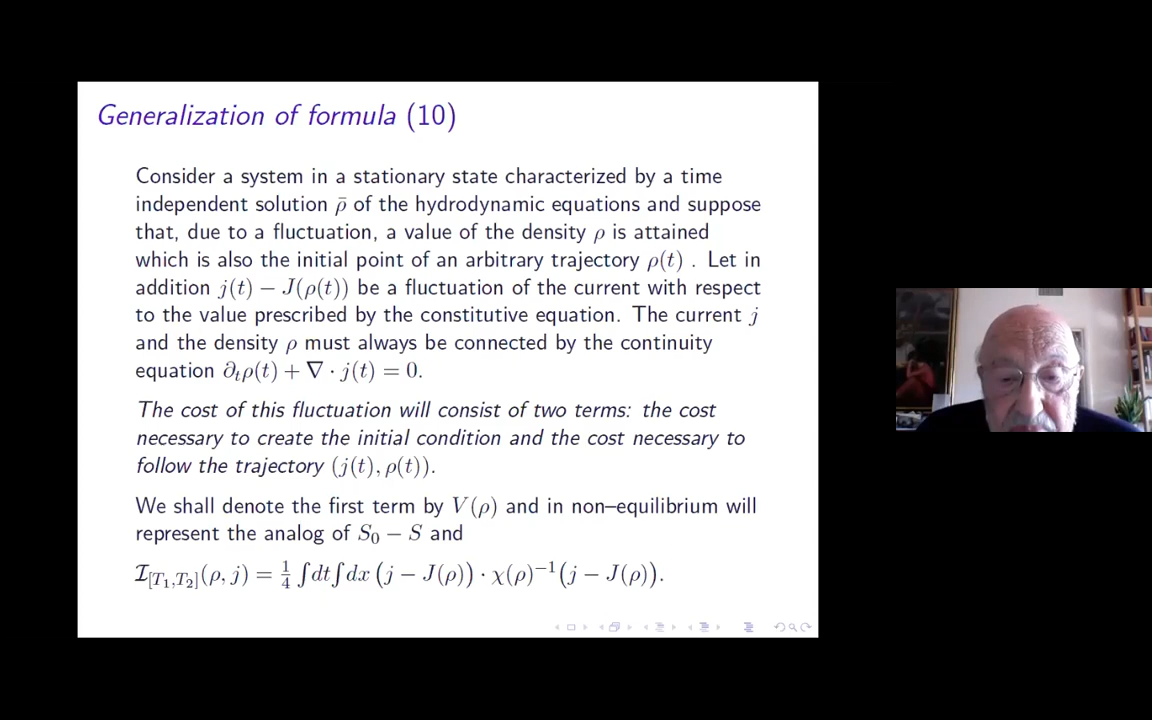 Generalization of formula (10)
Consider a system in a stationary state characterized by a time
independent solution ρ̄ of the hydrodynamic equations and suppose
that, due to a fluctuation, a value of the density ρ is attained
which is also the initial point of an arbitrary trajectory ρ(t) . Let in
addition j(t) − J(ρ(t)) be a fluctuation of the current with respect
to the value prescribed by the constitutive equation. The current j
and the density ρ must always be connected by the continuity
equation ∂ₜρ(t) + ∇ · j(t) = 0.
The cost of this fluctuation will consist of two terms: the cost
necessary to create the initial condition and the cost necessary to
follow the trajectory (j(t), ρ(t)).
We shall denote the first term by V(ρ) and in non–equilibrium will
represent the analog of S₀ − S and
𝓘_[T₁,T₂](ρ, j) = ¼ ∫dt∫dx (j − J(ρ)) · χ(ρ)⁻¹(j − J(ρ)).